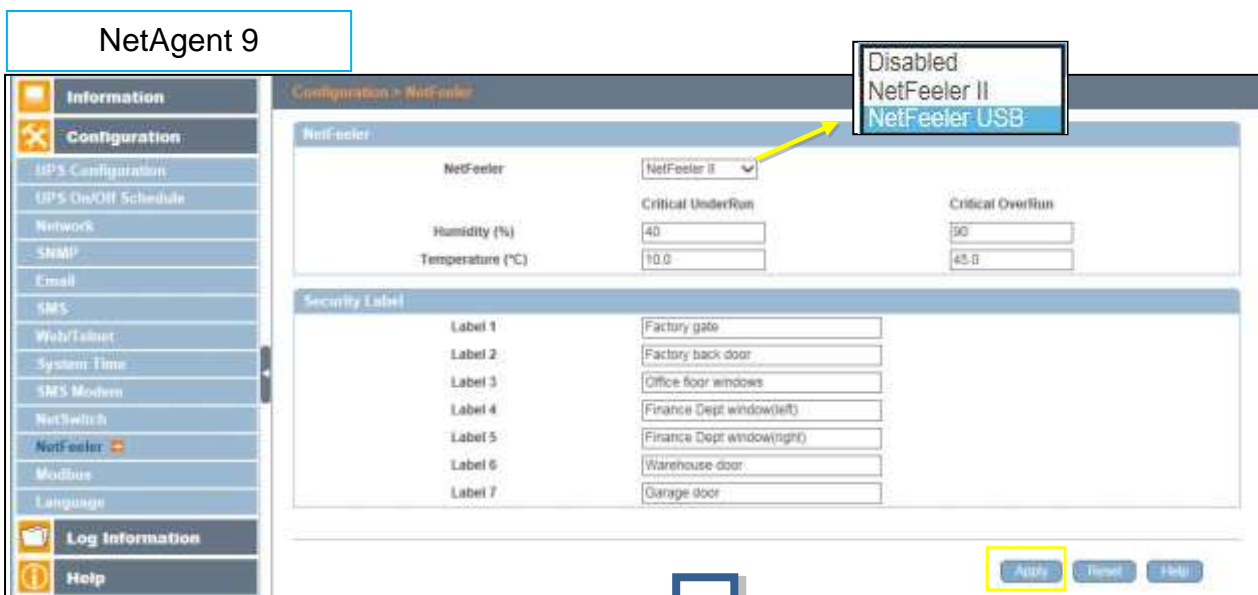 NetAgent 9
Disabled
NetFeeler II
NetFeeler USB
Information
Configuration
UPS Configuration
UPS On/Off Schedule
Network
SNMP
Email
SMS
Web/Telnet
System Time
SMS Modem
NetSwitch
NetFeeler
Modbus
Language
Log Information
Help
Configuration > NetFeeler
NetFeeler
NetFeeler NetFeeler II
Critical UnderRun Critical OverRun
Humidity (%) 40 90
Temperature (°C) 10.0 45.0
Security Label
Label 1 Factory gate
Label 2 Factory back door
Label 3 Office floor windows
Label 4 Finance Dept window(left)
Label 5 Finance Dept window(right)
Label 6 Warehouse door
Label 7 Garage door
Apply Reset Help